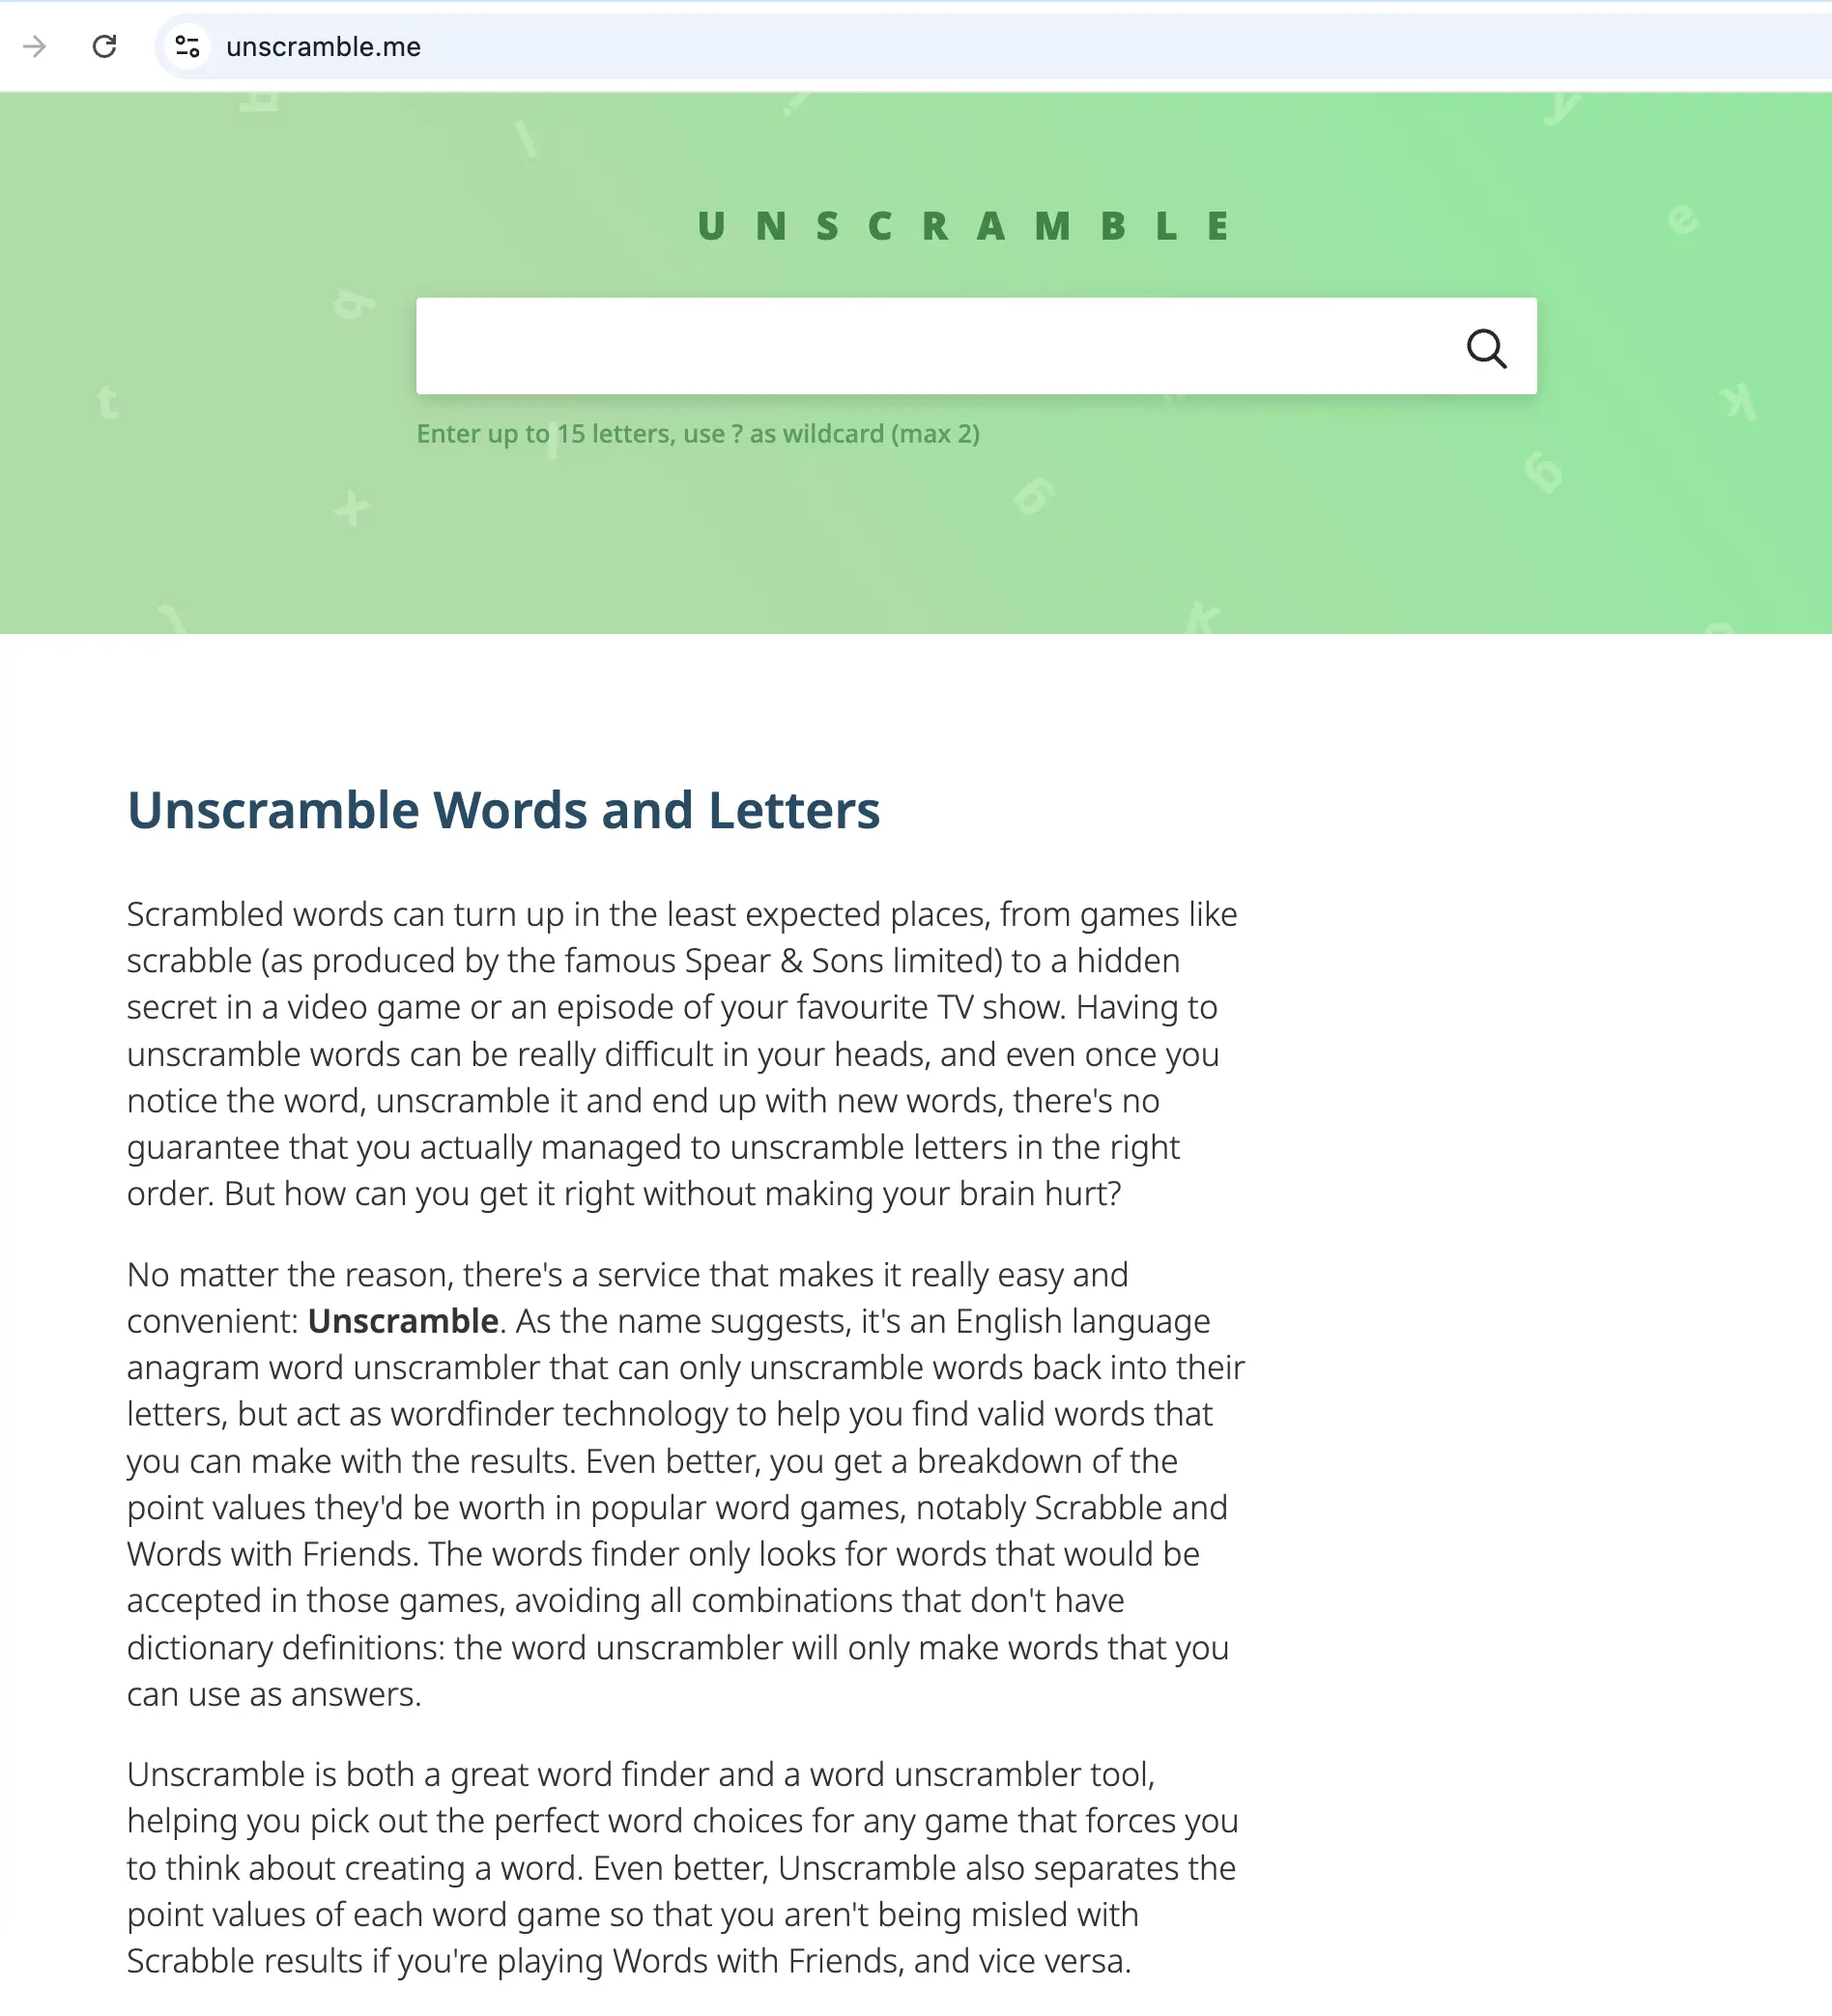 unscramble.me
UNSCRAMBLE
Enter up to 15 letters, use ? as wildcard (max 2)
Unscramble Words and Letters
Scrambled words can turn up in the least expected places, from games like
scrabble (as produced by the famous Spear & Sons limited) to a hidden
secret in a video game or an episode of your favourite TV show. Having to
unscramble words can be really difficult in your heads, and even once you
notice the word, unscramble it and end up with new words, there's no
guarantee that you actually managed to unscramble letters in the right
order. But how can you get it right without making your brain hurt?
No matter the reason, there's a service that makes it really easy and
convenient: Unscramble. As the name suggests, it's an English language
anagram word unscrambler that can only unscramble words back into their
letters, but act as wordfinder technology to help you find valid words that
you can make with the results. Even better, you get a breakdown of the
point values they'd be worth in popular word games, notably Scrabble and
Words with Friends. The words finder only looks for words that would be
accepted in those games, avoiding all combinations that don't have
dictionary definitions: the word unscrambler will only make words that you
can use as answers.
Unscramble is both a great word finder and a word unscrambler tool,
helping you pick out the perfect word choices for any game that forces you
to think about creating a word. Even better, Unscramble also separates the
point values of each word game so that you aren't being misled with
Scrabble results if you're playing Words with Friends, and vice versa.